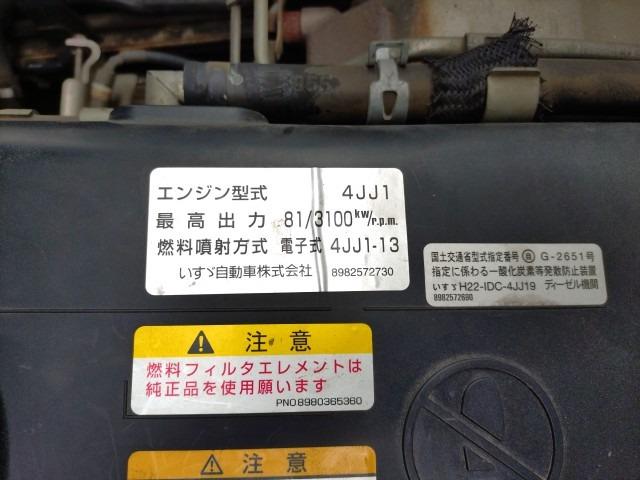 エンジン型式 4JJ1
最高出力 81/3100kW/r.p.m.
燃料噴射方式 電子式 4JJ1-13
いすゞ自動車株式会社 8982572730
国土交通省型式指定番号 ⓐ G-2651号
指定に係わる一酸化炭素等発散防止装置
いすゞH22-IDC-4JJ19 ディーゼル機関
8982572690
注意
燃料フィルタエレメントは
純正品を使用願います
PNO8980365360
注意